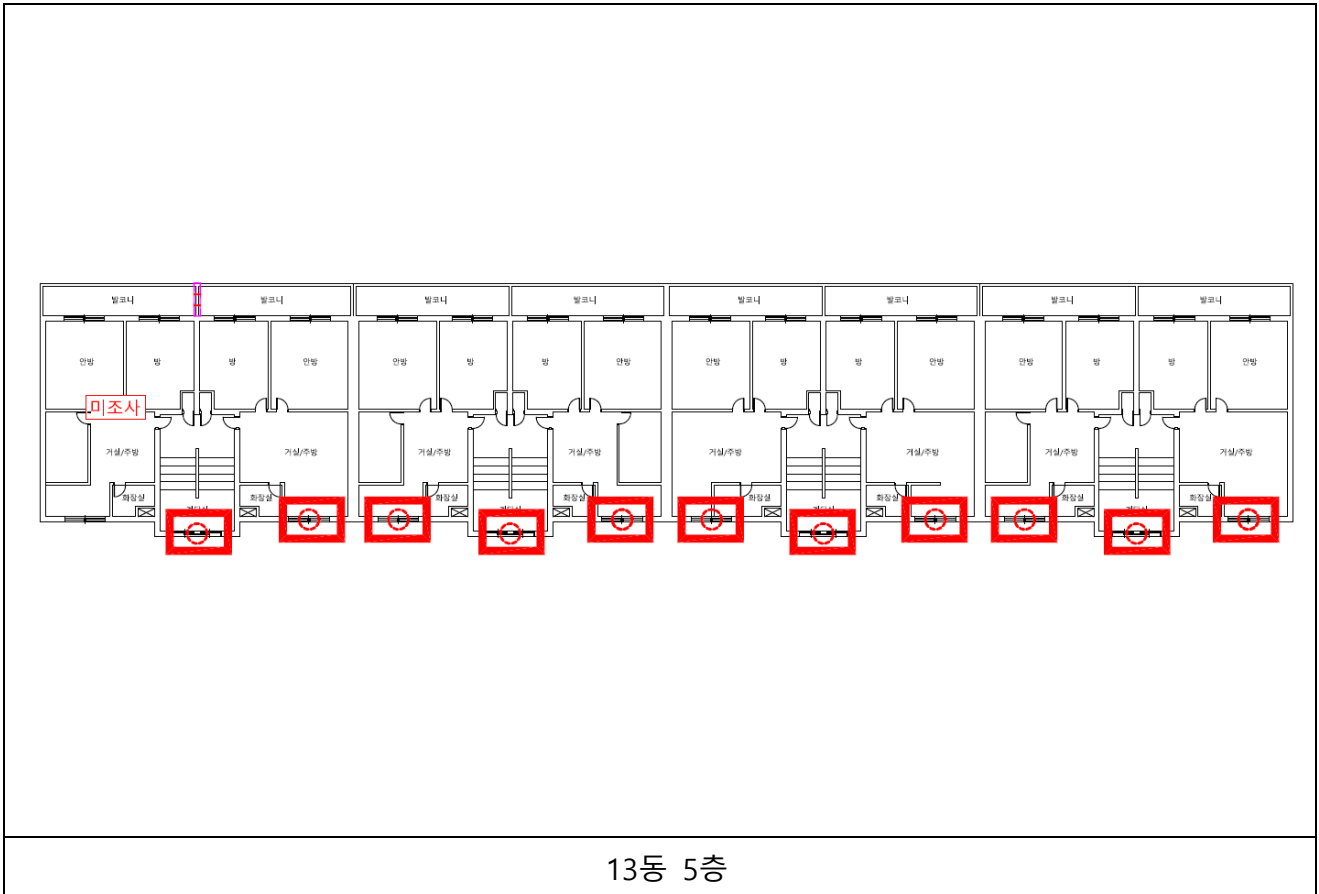 발코니 발코니 발코니 발코니 발코니 발코니 발코니 발코니
안방 방 방 안방 안방 방 방 안방 안방 방 방 안방 안방 방 방 안방
미조사
거실/주방 거실/주방 거실/주방 거실/주방 거실/주방 거실/주방 거실/주방 거실/주방
화장실 화장실 화장실 화장실 화장실 화장실 화장실 화장실
13동 5층